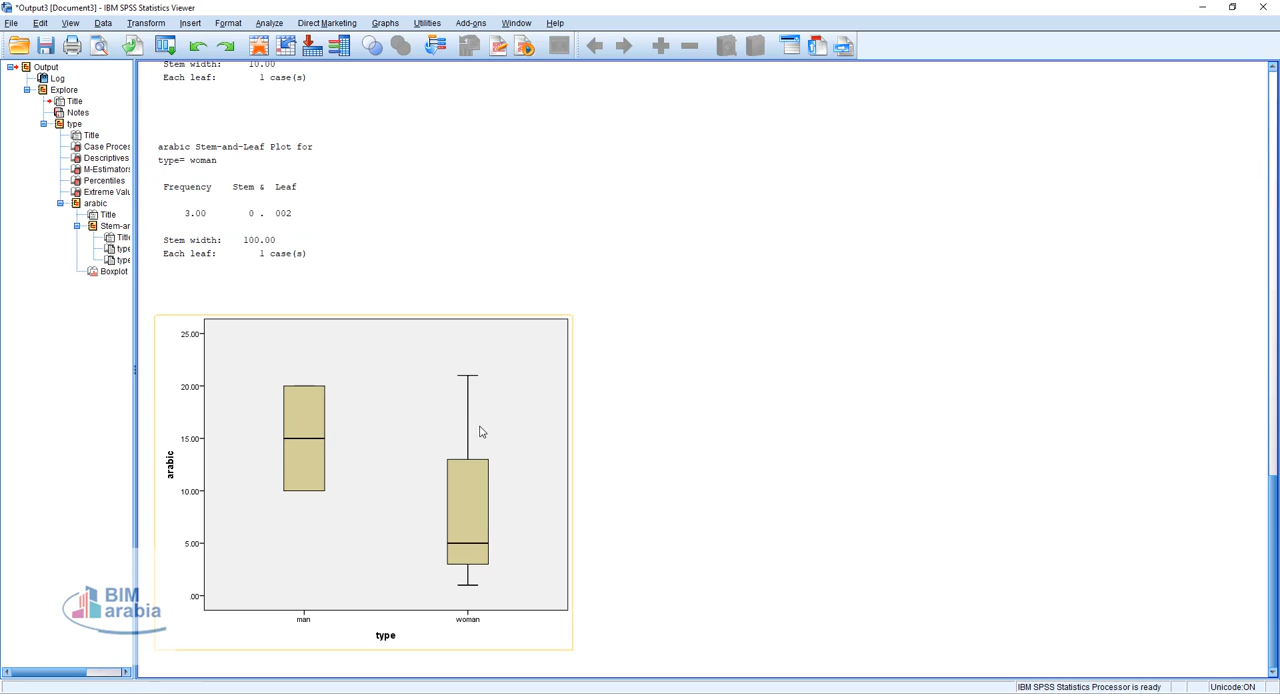 *Output3 [Document3] - IBM SPSS Statistics Viewer
File Edit View Data Transform Insert Format Analyze Direct Marketing Graphs Utilities Add-ons Window Help
Output
Log
Explore
Title
Notes
type
Title
Case Proces
Descriptives
M-Estimators
Percentiles
Extreme Valu
arabic
Title
Stem-ar
Titl
type
type
Boxplot
Stem width: 10.00
Each leaf: 1 case(s)
arabic Stem-and-Leaf Plot for
type= woman
Frequency Stem & Leaf
3.00 0 . 002
Stem width: 100.00
Each leaf: 1 case(s)
25.00
20.00
15.00
10.00
5.00
.00
arabic
man woman
type
BIM
arabia
IBM SPSS Statistics Processor is ready Unicode:ON